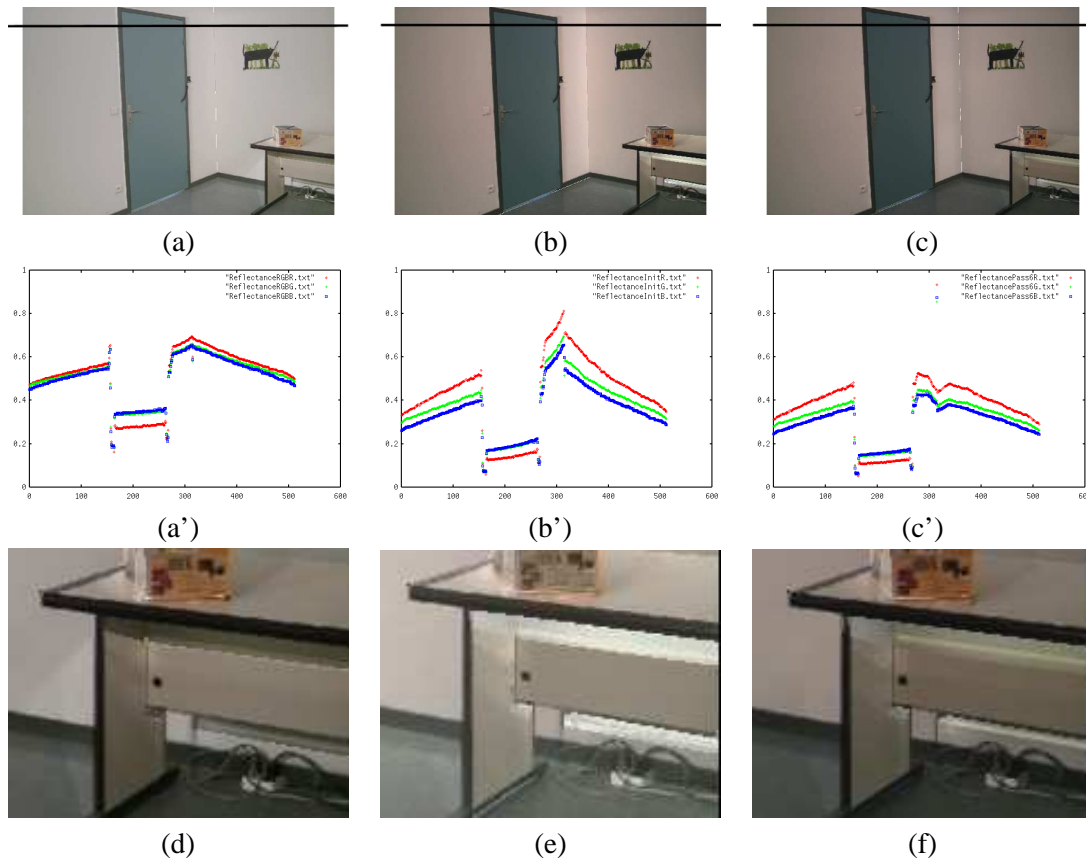 (a) (b) (c)
"ReflectanceRGBR.txt"
"ReflectanceRGBG.txt"
"ReflectanceRGBB.txt"
1
0.8
0.6
0.4
0.2
0
0 100 200 300 400 500 600
"ReflectanceInitR.txt"
"ReflectanceInitG.txt"
"ReflectanceInitB.txt"
1
0.8
0.6
0.4
0.2
0
0 100 200 300 400 500 600
"ReflectancePass6R.txt"
"ReflectancePass6G.txt"
"ReflectancePass6B.txt"
1
0.8
0.6
0.4
0.2
0
0 100 200 300 400 500 60
(a') (b') (c')
(d) (e) (f)